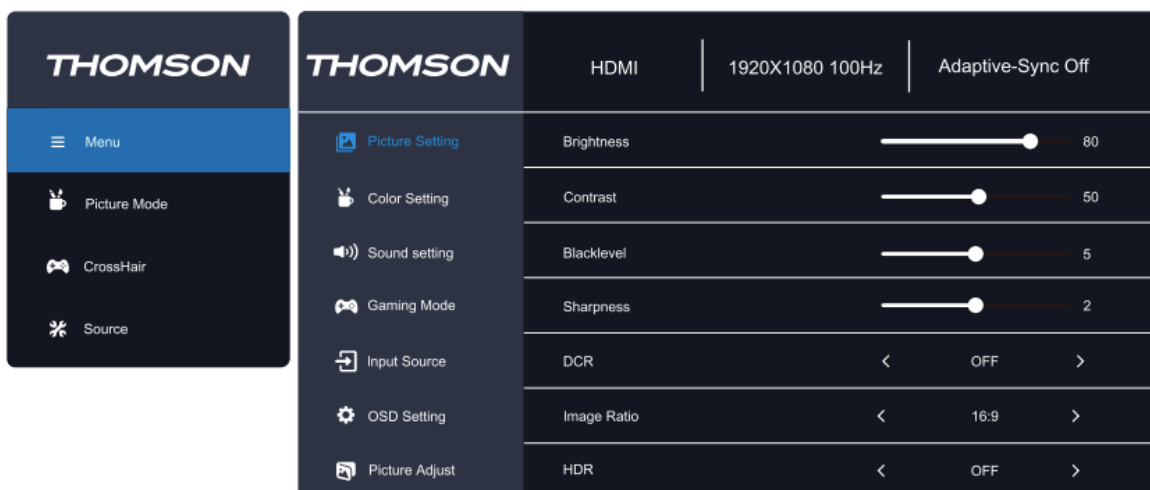 THOMSON
Menu
Picture Mode
CrossHair
Source
THOMSON
HDMI
1920X1080 100Hz
Adaptive-Sync Off
Picture Setting
Color Setting
Sound setting
Gaming Mode
Input Source
OSD Setting
Picture Adjust
Brightness 80
Contrast 50
Blacklevel 5
Sharpness 2
DCR < OFF >
Image Ratio < 16:9 >
HDR < OFF >